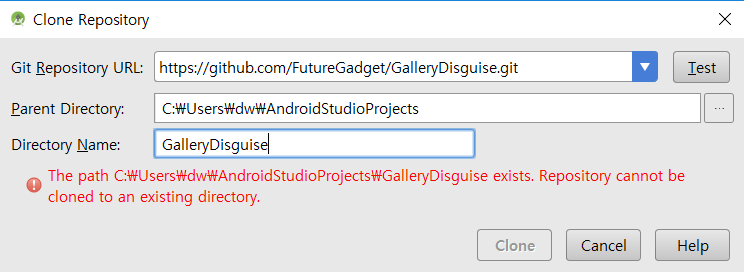 Clone Repository
Git Repository URL: https://github.com/FutureGadget/GalleryDisguise.git Test
Parent Directory: C:₩Users₩dw₩AndroidStudioProjects ...
Directory Name: GalleryDisguise
The path C:₩Users₩dw₩AndroidStudioProjects₩GalleryDisguise exists. Repository cannot be
cloned to an existing directory.
Clone Cancel Help